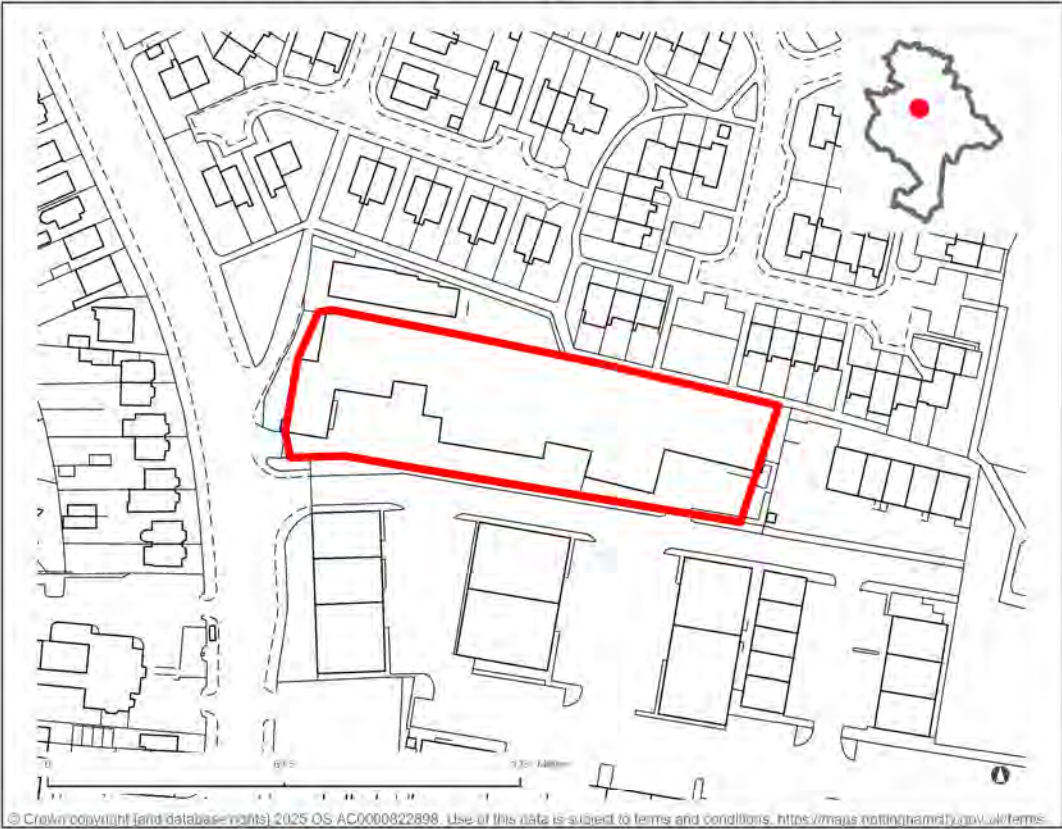 0
© Crown copyright (and database rights) 2025 OS AC0000822898. Use of this data is subject to terms and conditions, https://maps.nottinghamcity.gov.uk/terms